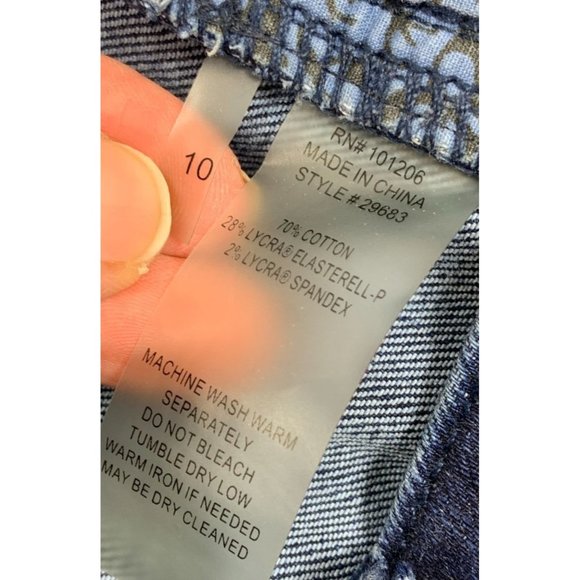 10
RN# 101206
MADE IN CHINA
STYLE # 29683
70% COTTON
28% LYCRA® ELASTERELL-P
2% LYCRA® SPANDEX
MACHINE WASH WARM
SEPARATELY
DO NOT BLEACH
TUMBLE DRY LOW
WARM IRON IF NEEDED
MAY BE DRY CLEANED